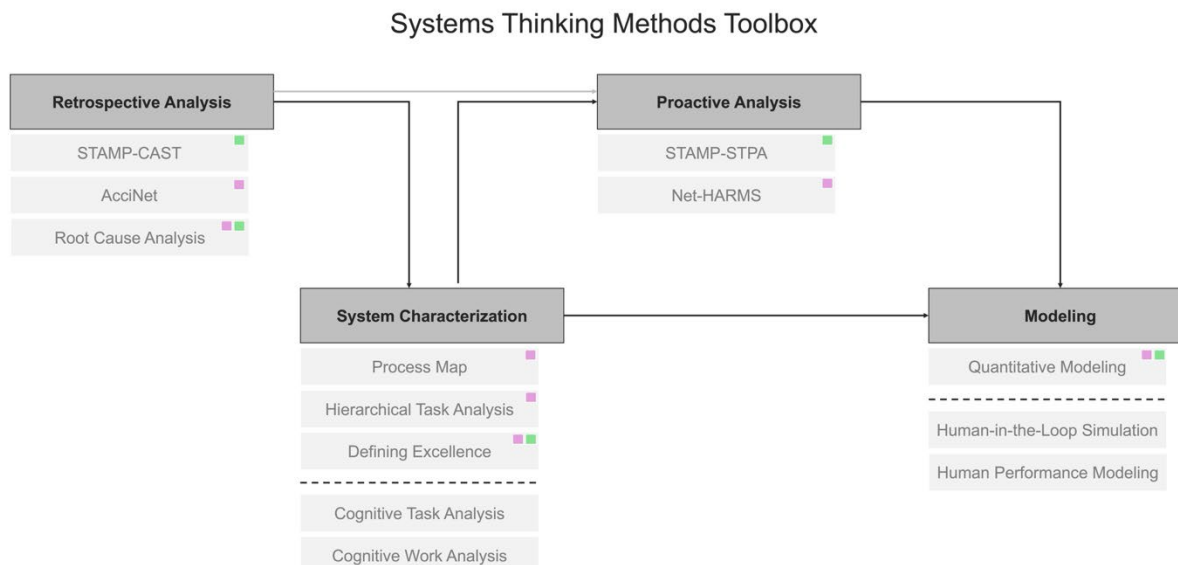 Systems Thinking Methods Toolbox
Retrospective Analysis
STAMP-CAST
AcciNet
Root Cause Analysis
Proactive Analysis
STAMP-STPA
Net-HARMS
System Characterization
Process Map
Hierarchical Task Analysis
Defining Excellence
Cognitive Task Analysis
Cognitive Work Analysis
Modeling
Quantitative Modeling
Human-in-the-Loop Simulation
Human Performance Modeling